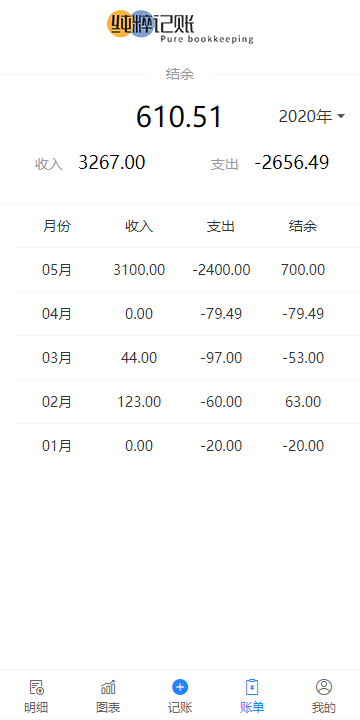 纯粹记账
Pure bookkeeping
结余
610.51
2020年
收入 3267.00 支出 -2656.49
月份 收入 支出 结余
05月 3100.00 -2400.00 700.00
04月 0.00 -79.49 -79.49
03月 44.00 -97.00 -53.00
02月 123.00 -60.00 63.00
01月 0.00 -20.00 -20.00
明细 图表 记账 账单 我的